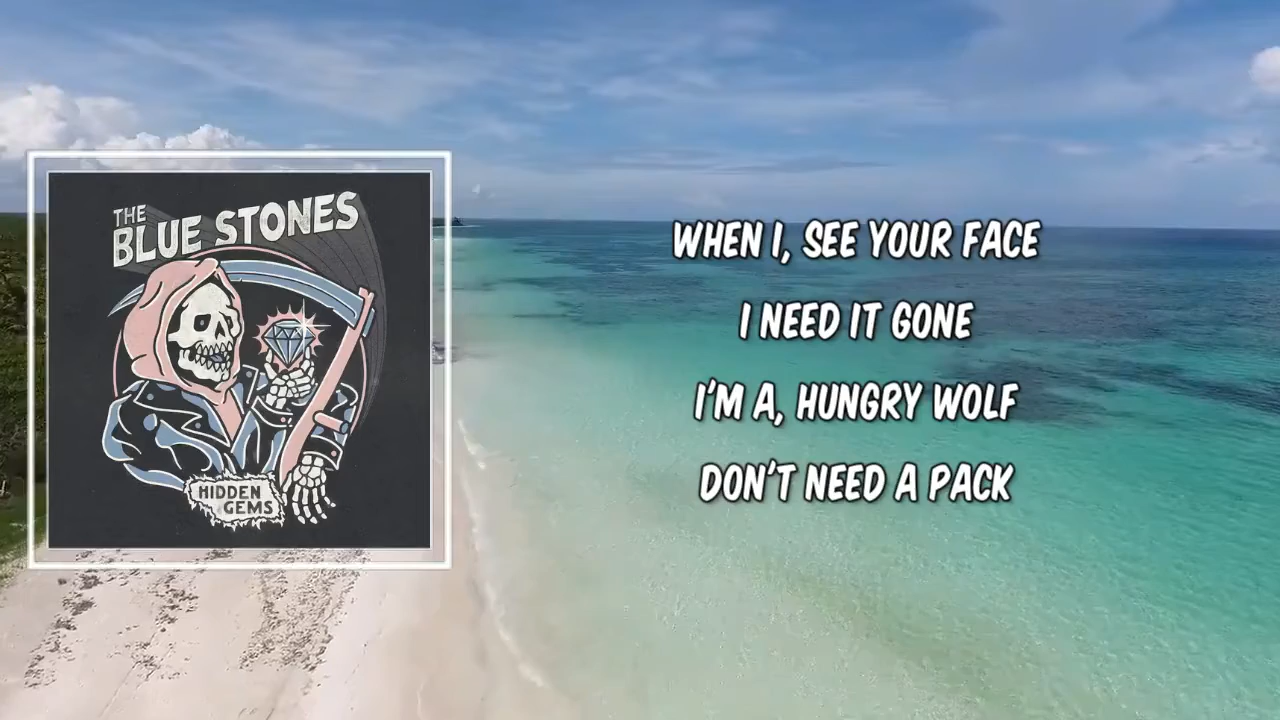 THE
BLUE STONES
HIDDEN
GEMS
WHEN I, SEE YOUR FACE
I NEED IT GONE
I'M A, HUNGRY WOLF
DON'T NEED A PACK